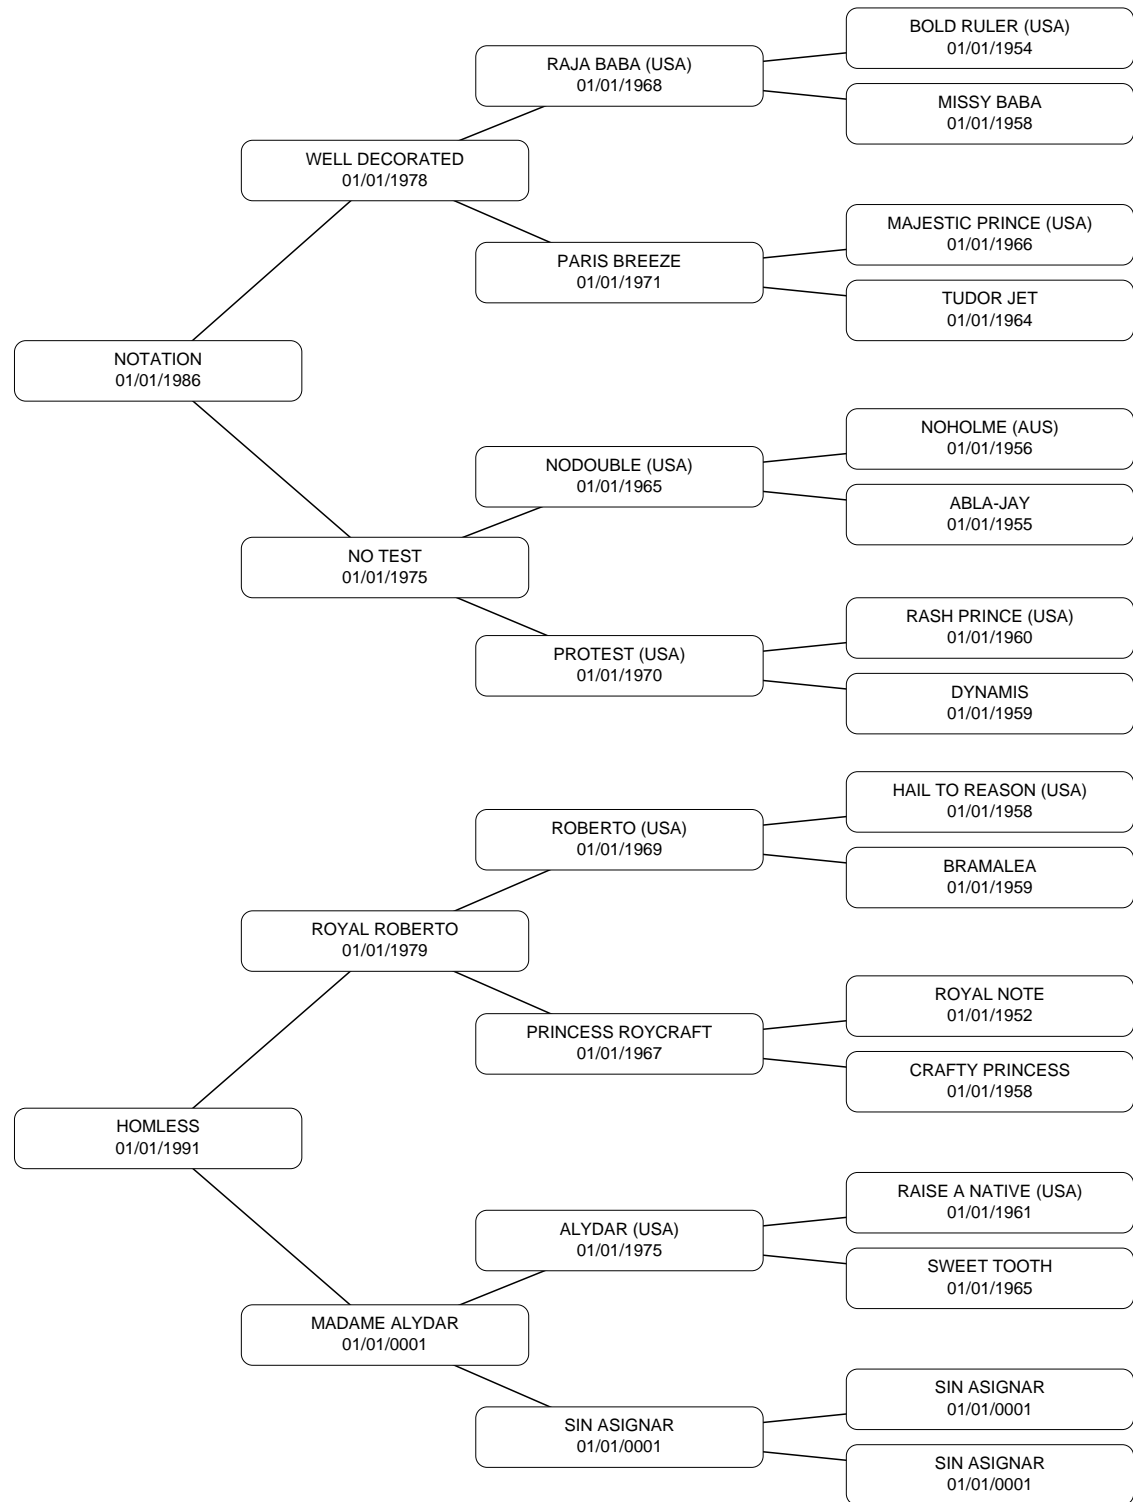 BOLD RULER (USA)
01/01/1954
RAJA BABA (USA)
01/01/1968
MISSY BABA
01/01/1958
WELL DECORATED
01/01/1978
MAJESTIC PRINCE (USA)
01/01/1966
PARIS BREEZE
01/01/1971
TUDOR JET
01/01/1964
NOTATION
01/01/1986
NOHOLME (AUS)
01/01/1956
NODOUBLE (USA)
01/01/1965
ABLA-JAY
01/01/1955
NO TEST
01/01/1975
RASH PRINCE (USA)
01/01/1960
PROTEST (USA)
01/01/1970
DYNAMIS
01/01/1959
HAIL TO REASON (USA)
01/01/1958
ROBERTO (USA)
01/01/1969
BRAMALEA
01/01/1959
ROYAL ROBERTO
01/01/1979
ROYAL NOTE
01/01/1952
PRINCESS ROYCRAFT
01/01/1967
CRAFTY PRINCESS
01/01/1958
HOMLESS
01/01/1991
RAISE A NATIVE (USA)
01/01/1961
ALYDAR (USA)
01/01/1975
SWEET TOOTH
01/01/1965
MADAME ALYDAR
01/01/0001
SIN ASIGNAR
01/01/0001
SIN ASIGNAR
01/01/0001
SIN ASIGNAR
01/01/0001